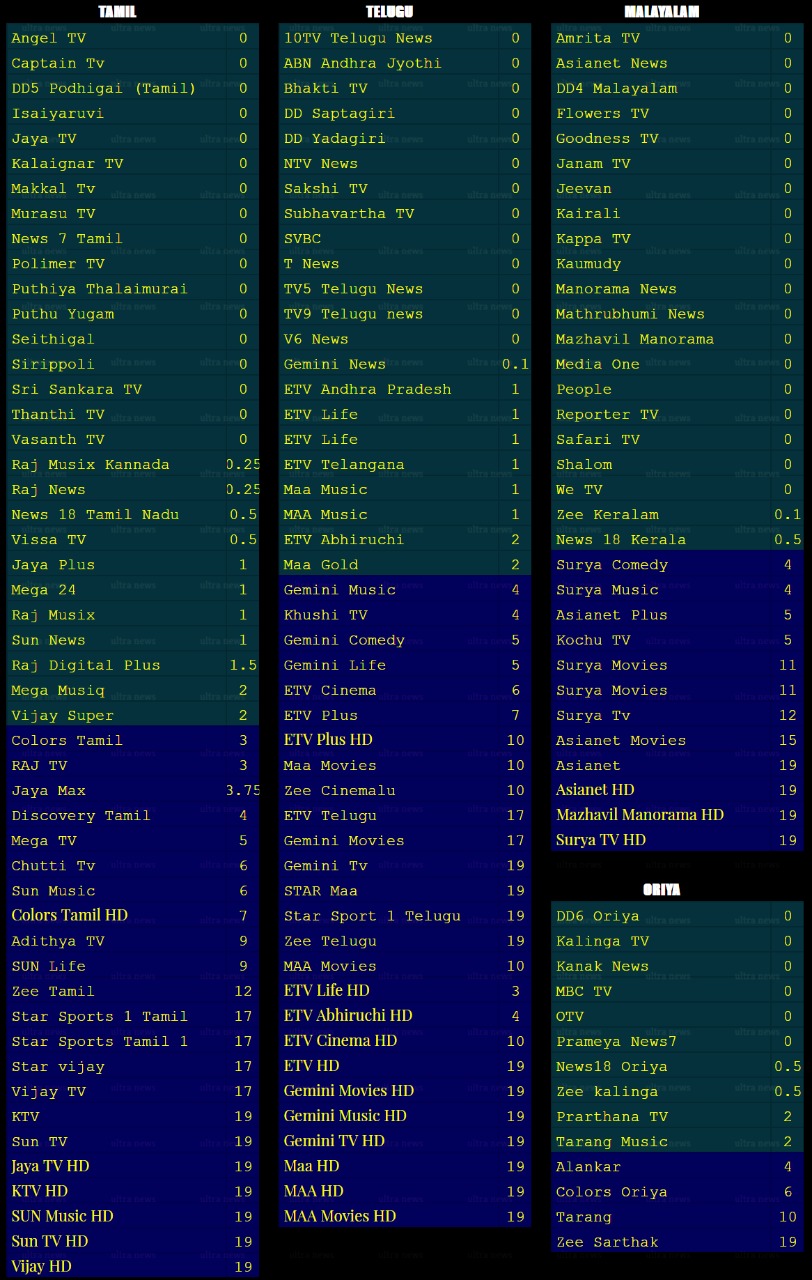 TAMIL
Angel TV 0
Captain Tv 0
DD5 Podhigai (Tamil) 0
Isaiyaruvi 0
Jaya TV 0
Kalaignar TV 0
Makkal Tv 0
Murasu TV 0
News 7 Tamil 0
Polimer TV 0
Puthiya Thalaimurai 0
Puthu Yugam 0
Seithigal 0
Sirippoli 0
Sri Sankara TV 0
Thanthi TV 0
Vasanth TV 0
Raj Musix Kannada 0.25
Raj News 0.25
News 18 Tamil Nadu 0.5
Vissa TV 0.5
Jaya Plus 1
Mega 24 1
Raj Musix 1
Sun News 1
Raj Digital Plus 1.5
Mega Musiq 2
Vijay Super 2
Colors Tamil 3
RAJ TV 3
Jaya Max 3.75
Discovery Tamil 4
Mega TV 5
Chutti Tv 6
Sun Music 6
Colors Tamil HD 7
Adithya TV 9
SUN Life 9
Zee Tamil 12
Star Sports 1 Tamil 17
Star Sports Tamil 1 17
Star vijay 17
Vijay TV 17
KTV 19
Sun TV 19
Jaya TV HD 19
KTV HD 19
SUN Music HD 19
Sun TV HD 19
Vijay HD 19
TELUGU
10TV Telugu News 0
ABN Andhra Jyothi 0
Bhakti TV 0
DD Saptagiri 0
DD Yadagiri 0
NTV News 0
Sakshi TV 0
Subhavartha TV 0
SVBC 0
T News 0
TV5 Telugu News 0
TV9 Telugu news 0
V6 News 0
Gemini News 0.1
ETV Andhra Pradesh 1
ETV Life 1
ETV Life 1
ETV Telangana 1
Maa Music 1
MAA Music 1
ETV Abhiruchi 2
Maa Gold 2
Gemini Music 4
Khushi TV 4
Gemini Comedy 5
Gemini Life 5
ETV Cinema 6
ETV Plus 7
ETV Plus HD 10
Maa Movies 10
Zee Cinemalu 10
ETV Telugu 17
Gemini Movies 17
Gemini Tv 19
STAR Maa 19
Star Sport 1 Telugu 19
Zee Telugu 19
MAA Movies 10
ETV Life HD 3
ETV Abhiruchi HD 4
ETV Cinema HD 10
ETV HD 19
Gemini Movies HD 19
Gemini Music HD 19
Gemini TV HD 19
Maa HD 19
MAA HD 19
MAA Movies HD 19
MALAYALAM
Amrita TV 0
Asianet News 0
DD4 Malayalam 0
Flowers TV 0
Goodness TV 0
Janam TV 0
Jeevan 0
Kairali 0
Kappa TV 0
Kaumudy 0
Manorama News 0
Mathrubhumi News 0
Mazhavil Manorama 0
Media One 0
People 0
Reporter TV 0
Safari TV 0
Shalom 0
We TV 0
Zee Keralam 0.1
News 18 Kerala 0.5
Surya Comedy 4
Surya Music 4
Asianet Plus 5
Kochu TV 5
Surya Movies 11
Surya Movies 11
Surya Tv 12
Asianet Movies 15
Asianet 19
Asianet HD 19
Mazhavil Manorama HD 19
Surya TV HD 19
ORIYA
DD6 Oriya 0
Kalinga TV 0
Kanak News 0
MBC TV 0
OTV 0
Prameya News7 0
News18 Oriya 0.5
Zee kalinga 0.5
Prarthana TV 2
Tarang Music 2
Alankar 4
Colors Oriya 6
Tarang 10
Zee Sarthak 19